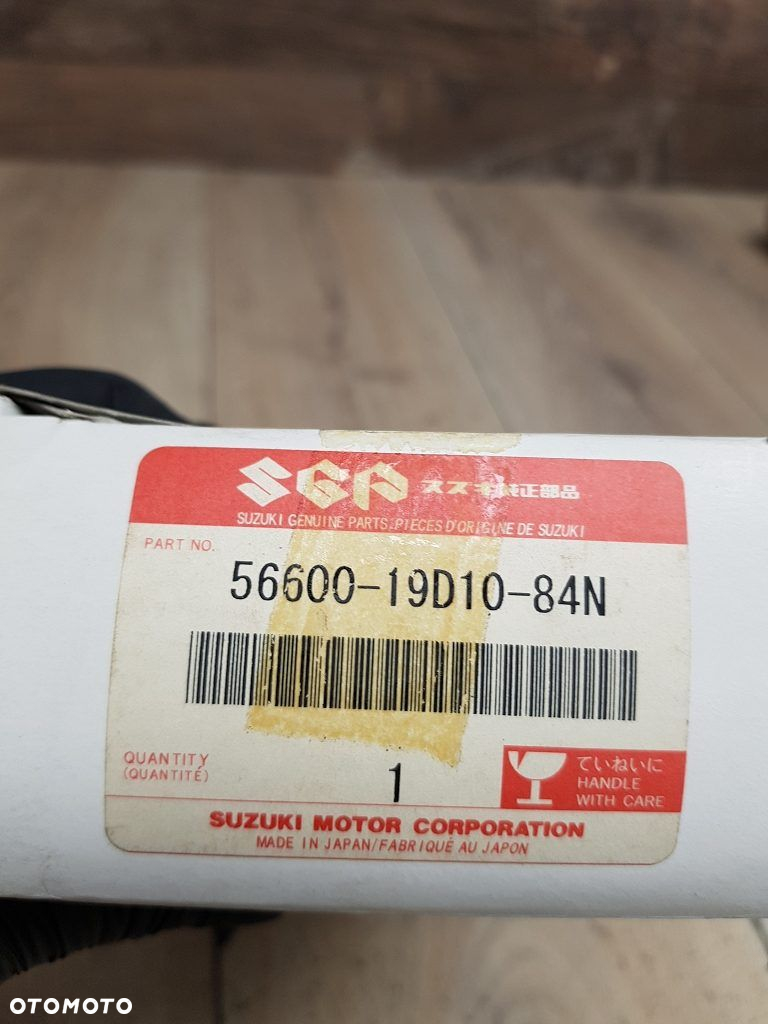 SGP スズキ純正部品
SUZUKI GENUINE PARTS. PIECES D'ORIGINE DE SUZUKI
PART NO.
56600-19D10-84N
QUANTITY
(QUANTITÉ)
1
ていねいに
HANDLE
WITH CARE
SUZUKI MOTOR CORPORATION
MADE IN JAPAN/FABRIQUÉ AU JAPON
OTOMOTO